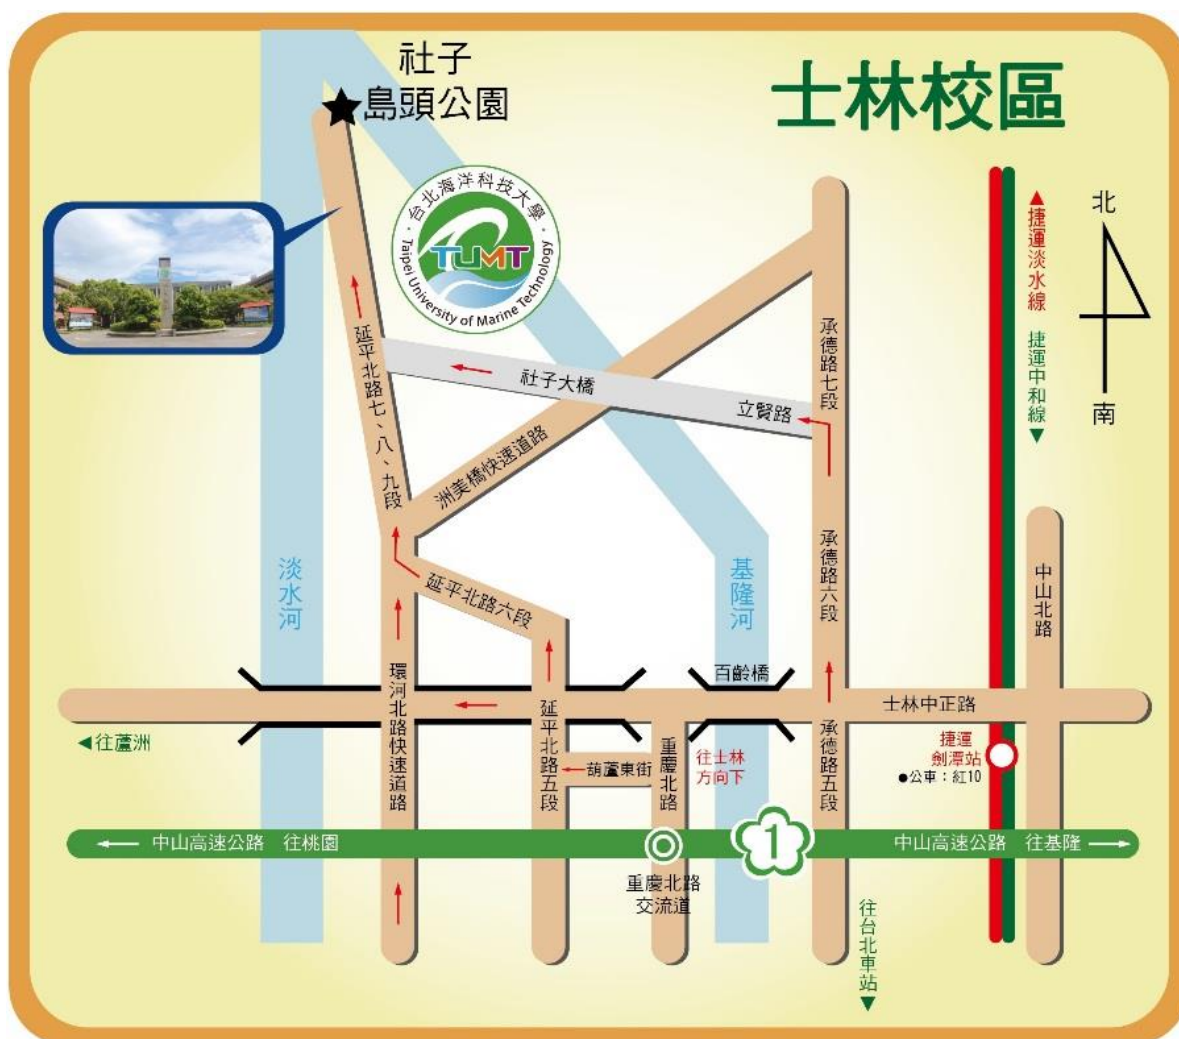 社子
島頭公園
士林校區
台北海洋科技大學
TUMT
Taipei University of Marine Technology
北
南
▲捷運淡水線
捷運中和線▼
延平北路七、八、九段
社子大橋
立賢路
承德路七段
洲美橋快速道路
淡水河
延平北路六段
基隆河
承德路六段
中山北路
百齡橋
環河北路快速道路
士林中正路
◀往蘆洲
延平北路五段
葫蘆東街
重慶北路
往士林
方向下
承德路五段
捷運
劍潭站
●公車：紅10
中山高速公路 往桃園
1
中山高速公路 往基隆
重慶北路
交流道
往台北車站▼